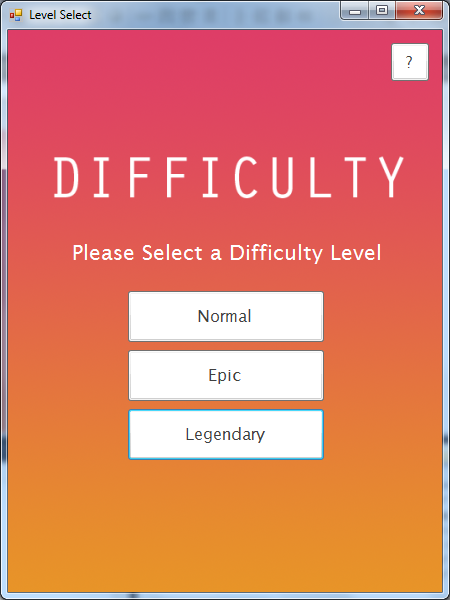 Level Select
?
DIFFICULTY
Please Select a Difficulty Level
Normal
Epic
Legendary